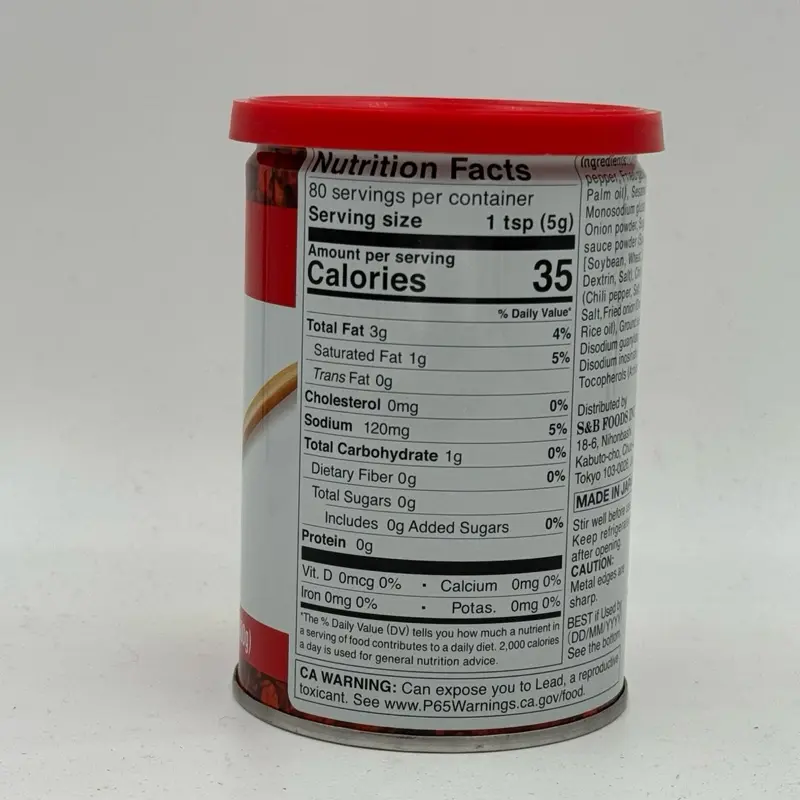 Nutrition Facts
80 servings per container
Serving size 1 tsp (5g)
Amount per serving
Calories 35
% Daily Value*
Total Fat 3g 4%
Saturated Fat 1g 5%
Trans Fat 0g
Cholesterol 0mg 0%
Sodium 120mg 5%
Total Carbohydrate 1g 0%
Dietary Fiber 0g 0%
Total Sugars 0g
Includes 0g Added Sugars 0%
Protein 0g
Vit. D 0mcg 0% • Calcium 0mg 0%
Iron 0mg 0% • Potas. 0mg 0%
*The % Daily Value (DV) tells you how much a nutrient in
a serving of food contributes to a daily diet. 2,000 calories
a day is used for general nutrition advice.
CA WARNING: Can expose you to Lead, a reproductive
toxicant. See www.P65Warnings.ca.gov/food.
Ingredients:
pepper,
Palm oil),
Monosodium
Onion powder,
sauce powder
[Soybean,
Dextrin, Salt),
(Chili pepper,
Salt, Fried onion
Rice oil),
Disodium
Disodium
Tocopherols
Distributed by
S&B FOODS
18-6,
Kabuto-cho,
Tokyo
MADE IN
Stir well before
Keep
after opening.
CAUTION:
Metal edges are
sharp.
BEST if Used by
(DD/MM/YYYY)
See the bottom
0g)